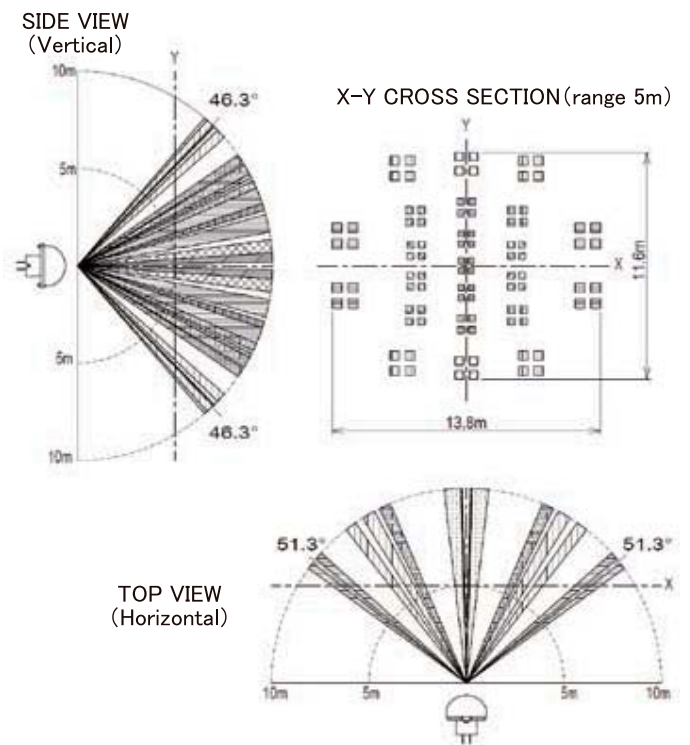 SIDE VIEW
(Vertical)
Y
10m
46.3°
5m
5m
46.3°
10m
X-Y CROSS SECTION(range 5m)
Y
X
11.6m
13.8m
TOP VIEW
(Horizontal)
51.3°
51.3°
X
10m
5m
5m
10m